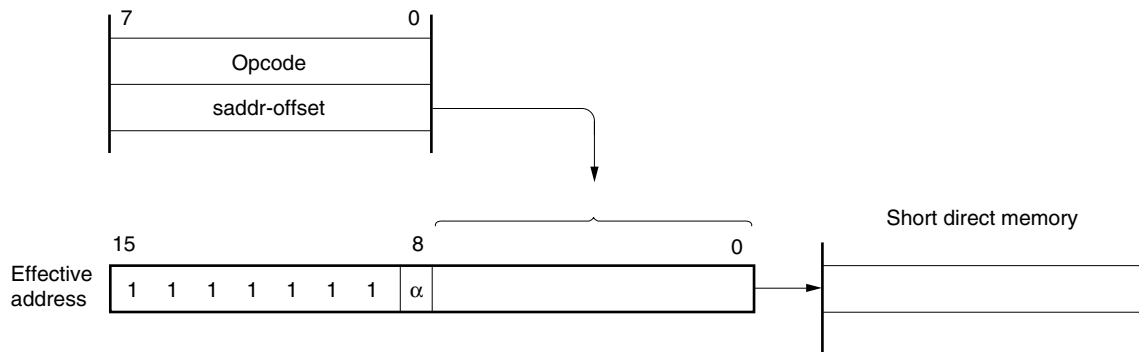 7 0
Opcode
saddr-offset
Short direct memory
15 8 0
Effective
address
1 1 1 1 1 1 1 α